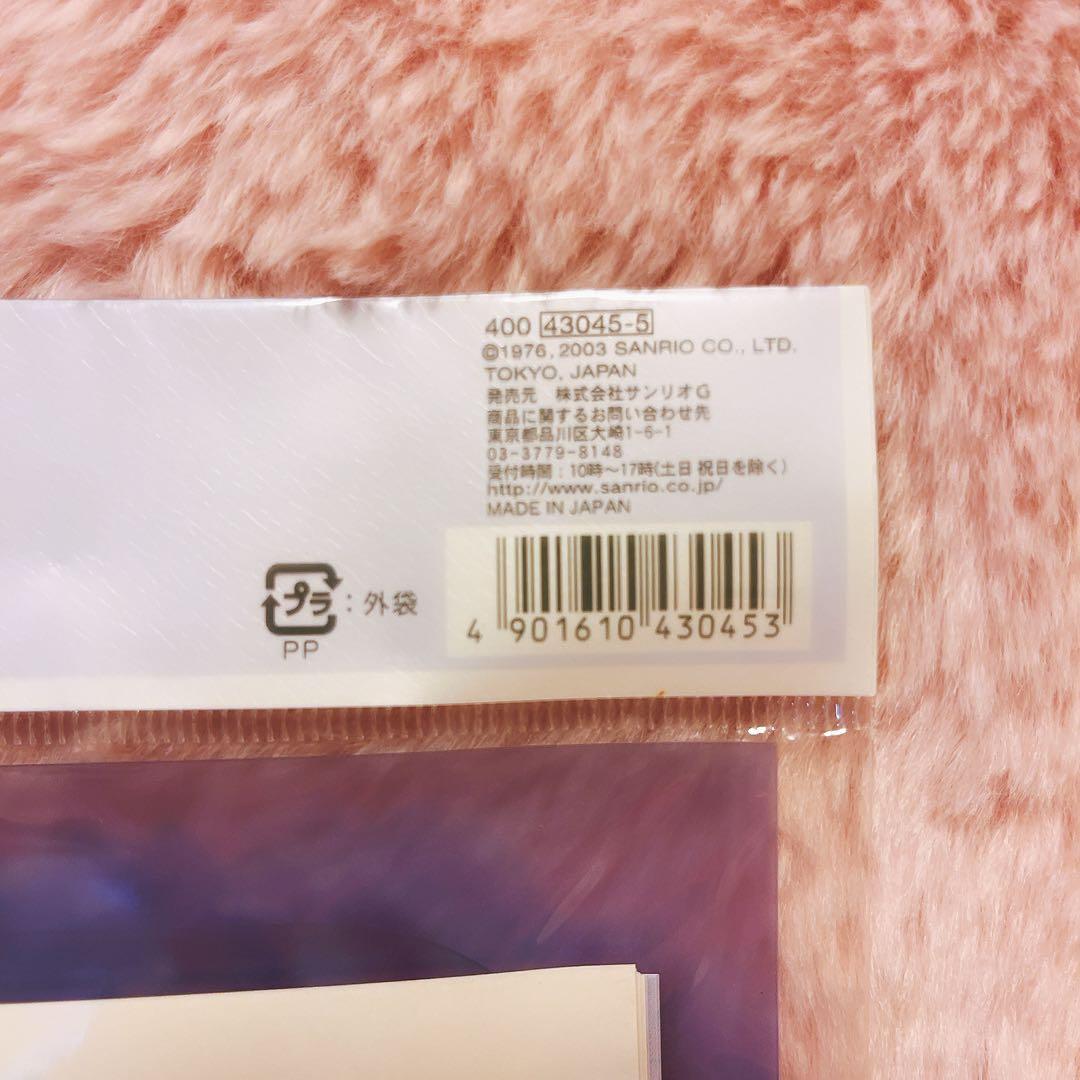 400 43045-5
©1976, 2003 SANRIO CO., LTD.
TOKYO, JAPAN
発売元 株式会社サンリオG
商品に関するお問い合わせ先
東京都品川区大崎1-6-1
03-3779-8148
受付時間：10時〜17時(土日 祝日を除く)
http://www.sanrio.co.jp/
MADE IN JAPAN
プラ：外袋
PP
4 901610 430453